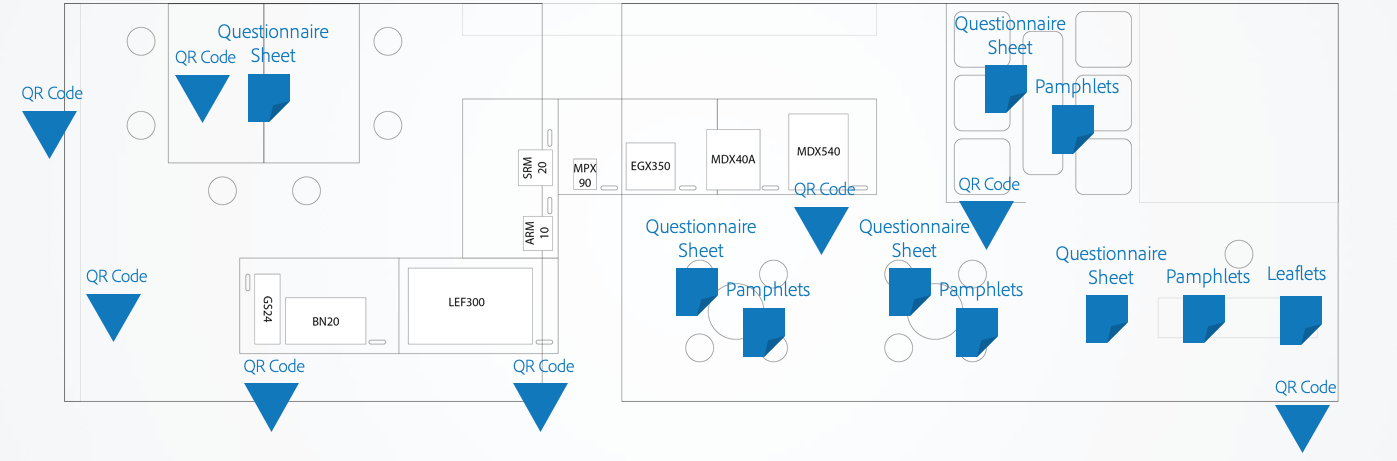 Questionnaire
Sheet
QR Code
QR Code
Questionnaire
Sheet
Pamphlets
SRM
20
MPX
90
EGX350
MDX40A
MDX540
QR Code
QR Code
ARM
10
Questionnaire
Sheet
Pamphlets
Questionnaire
Sheet
Pamphlets
Questionnaire
Sheet
Pamphlets
Leaflets
QR Code
GS24
BN20
LEF300
QR Code
QR Code
QR Code